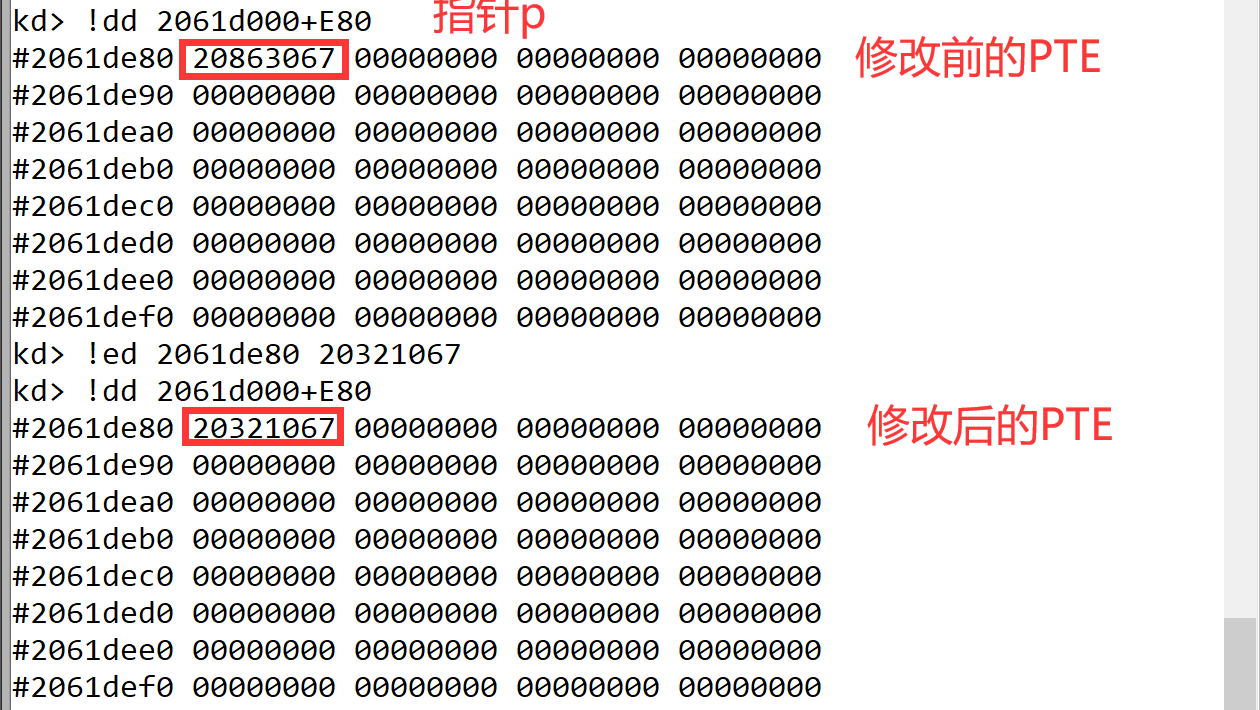 kd> !dd 2061d000+E80 指针p
#2061de80 20863067 00000000 00000000 00000000 修改前的PTE
#2061de90 00000000 00000000 00000000 00000000
#2061dea0 00000000 00000000 00000000 00000000
#2061deb0 00000000 00000000 00000000 00000000
#2061dec0 00000000 00000000 00000000 00000000
#2061ded0 00000000 00000000 00000000 00000000
#2061dee0 00000000 00000000 00000000 00000000
#2061def0 00000000 00000000 00000000 00000000
kd> !ed 2061de80 20321067
kd> !dd 2061d000+E80
#2061de80 20321067 00000000 00000000 00000000 修改后的PTE
#2061de90 00000000 00000000 00000000 00000000
#2061dea0 00000000 00000000 00000000 00000000
#2061deb0 00000000 00000000 00000000 00000000
#2061dec0 00000000 00000000 00000000 00000000
#2061ded0 00000000 00000000 00000000 00000000
#2061dee0 00000000 00000000 00000000 00000000
#2061def0 00000000 00000000 00000000 00000000